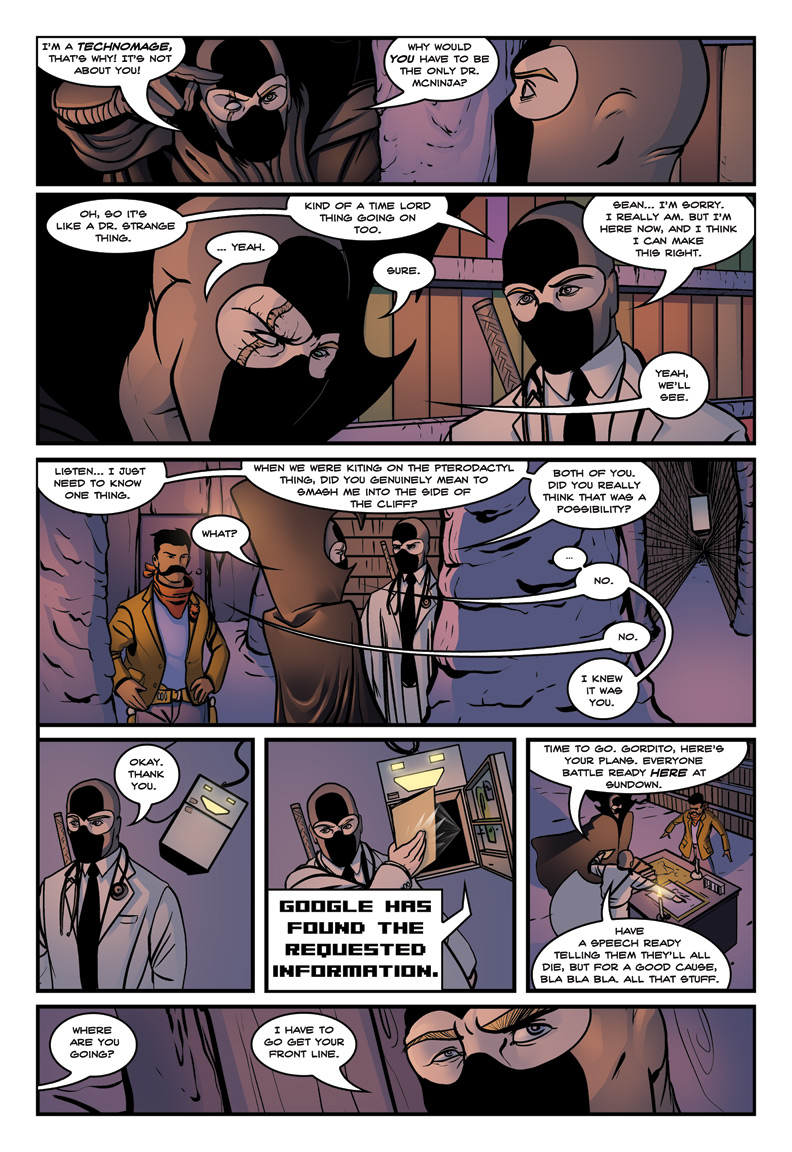 I'M A TECHNOMAGE,
THAT'S WHY! IT'S NOT
ABOUT YOU!
WHY WOULD
YOU HAVE TO BE
THE ONLY DR.
MCNINJA?
OH, SO IT'S
LIKE A DR. STRANGE
THING.
... YEAH.
KIND OF A TIME LORD
THING GOING ON
TOO.
SURE.
SEAN... I'M SORRY.
I REALLY AM. BUT I'M
HERE NOW, AND I THINK
I CAN MAKE
THIS RIGHT.
YEAH,
WE'LL
SEE.
LISTEN... I JUST
NEED TO KNOW
ONE THING.
WHAT?
WHEN WE WERE KITING ON THE PTERODACTYL
THING, DID YOU GENUINELY MEAN TO
SMASH ME INTO THE SIDE OF
THE CLIFF?
BOTH OF YOU.
DID YOU REALLY
THINK THAT WAS A
POSSIBILITY?
...
NO.
NO.
I KNEW
IT WAS
YOU.
OKAY.
THANK
YOU.
GOOGLE HAS
FOUND THE
REQUESTED
INFORMATION.
TIME TO GO. GORDITO, HERE'S
YOUR PLANS. EVERYONE
BATTLE READY HERE AT
SUNDOWN.
HAVE
A SPEECH READY
TELLING THEM THEY'LL ALL
DIE, BUT FOR A GOOD CAUSE,
BLA BLA BLA. ALL THAT STUFF.
WHERE
ARE YOU
GOING?
I HAVE TO
GO GET YOUR
FRONT LINE.